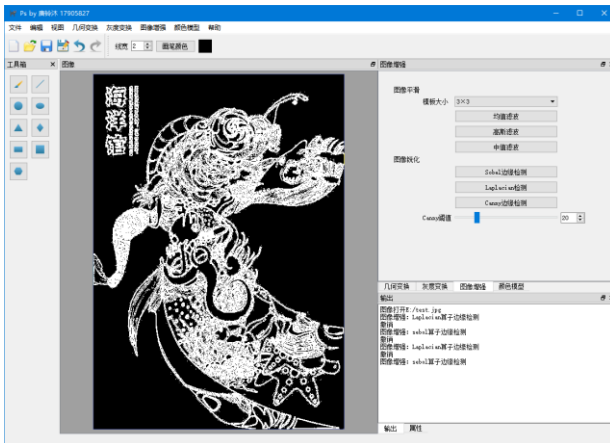 Ps by 唐铃沐 17905827
文件 编辑 视图 几何变换 灰度变换 图像增强 颜色模型 帮助
线宽 2 画笔颜色
工具箱
图像
海洋馆
图像增强
图像平滑
模板大小 3×3
均值滤波
高斯滤波
中值滤波
图像锐化
Sobel边缘检测
Laplacian检测
Canny边缘检测
Canny阈值 20
几何变换 灰度变换 图像增强 颜色模型
输出
图像打开E:/test.jpg
图像增强: Laplacian算子边缘检测
撤销
图像增强: sobel算子边缘检测
撤销
图像增强: Laplacian算子边缘检测
撤销
图像增强: sobel算子边缘检测
输出 属性